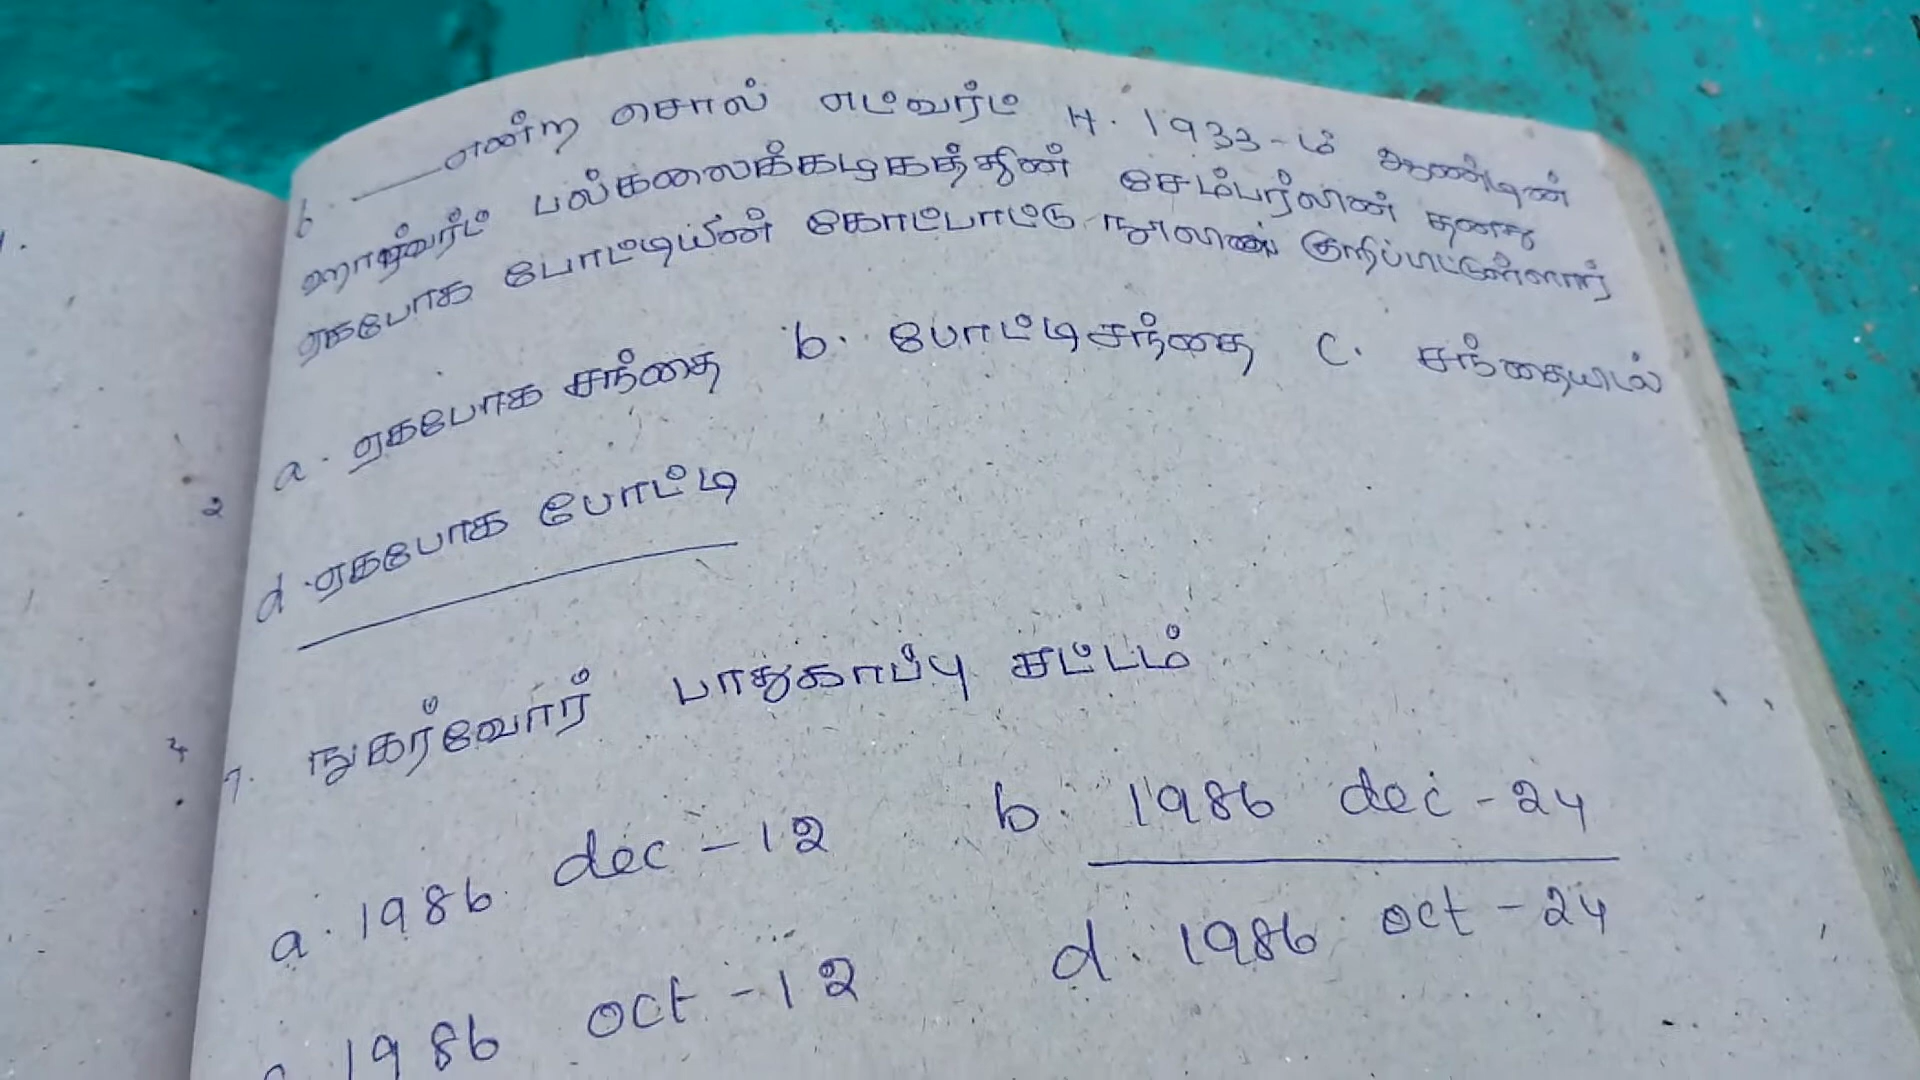 6. ____ என்ற சொல் எட்வர்ட் H. 1933-ம் ஆண்டின்
ஹார்வர்ட் பல்கலைக்கழகத்தின் சேம்பர்லின் தனது
ஏகபோக போட்டியின் கோட்பாட்டு நூலில் குறிப்பிட்டுள்ளார்
a. ஏகபோக சந்தை b. போட்டி சந்தை c. சந்தையில்
d. ஏகபோக போட்டி
7. நுகர்வோர் பாதுகாப்பு சட்டம்
a. 1986 dec - 12 b. 1986 dec - 24
1986 oct - 12 d. 1986 oct - 24